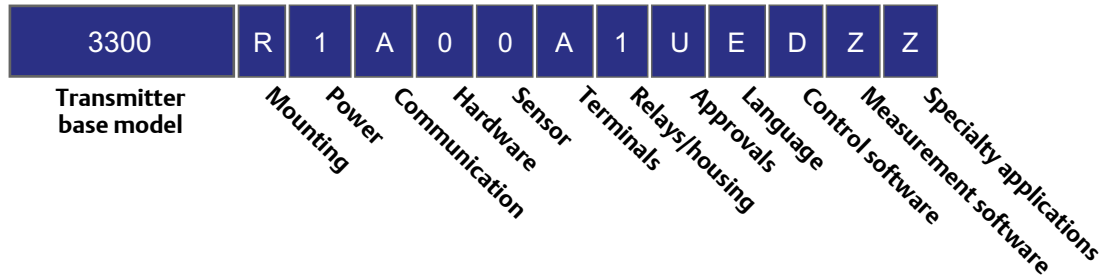 3300 R 1 A 0 0 A 1 U E D Z Z
Transmitter
base model
Mounting
Power
Communication
Hardware
Sensor
Terminals
Relays/housing
Approvals
Language
Control software
Measurement software
Specialty applications